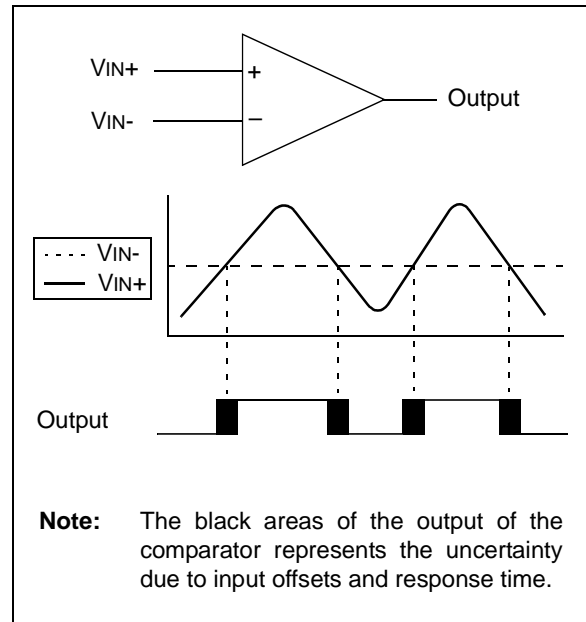 VIN+
+
Output
VIN-
–
VIN-
VIN+
Output
Note: The black areas of the output of the
comparator represents the uncertainty
due to input offsets and response time.